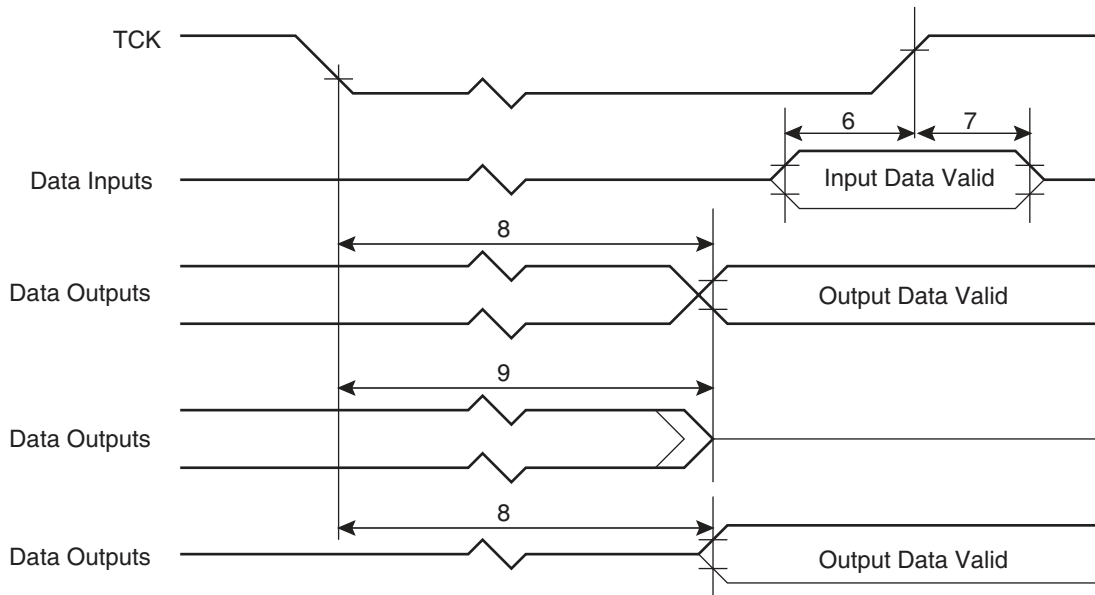 TCK
6
7
Data Inputs
Input Data Valid
8
Data Outputs
Output Data Valid
9
Data Outputs
8
Data Outputs
Output Data Valid